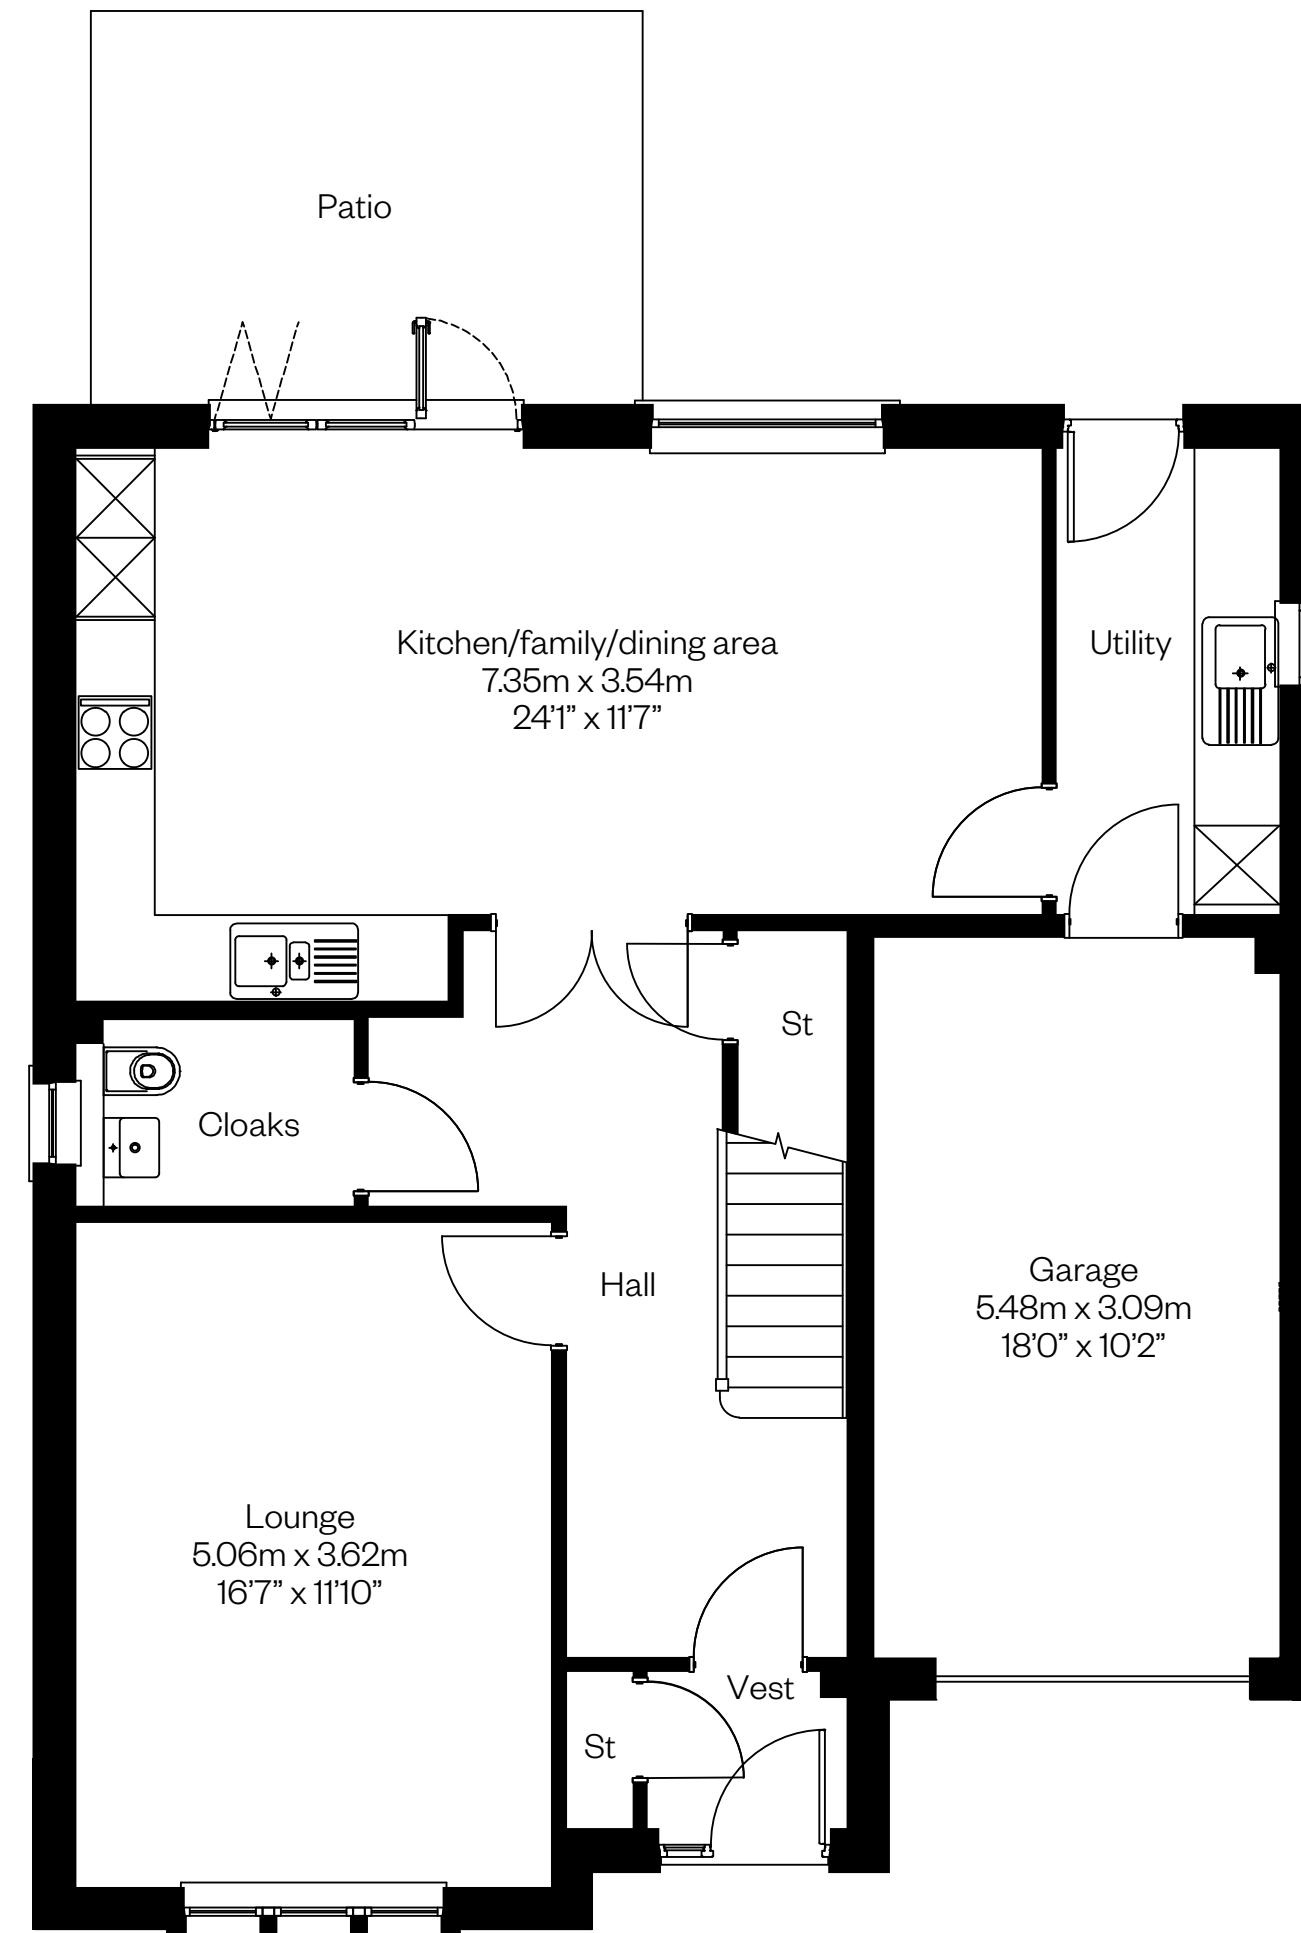 Patio
Kitchen/family/dining area
7.35m x 3.54m
24'1” x 11'7”
Utility
St
Cloaks
Hall
Garage
5.48m x 3.09m
18'0” x 10'2”
Lounge
5.06m x 3.62m
16'7” x 11'10”
Vest
St